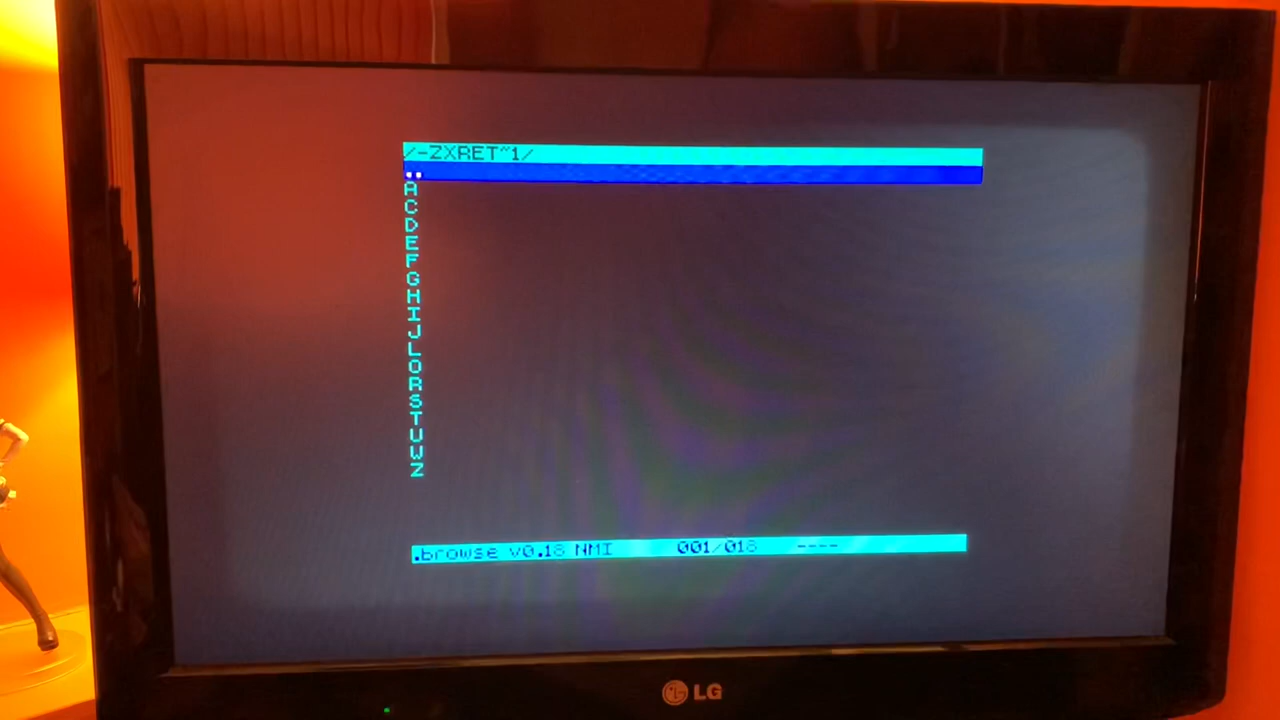 /-ZXRET~1/
..
A
C
D
E
F
G
H
I
J
L
O
R
S
T
U
W
Z
.browse v0.18 NMI 001/018 ----
LG